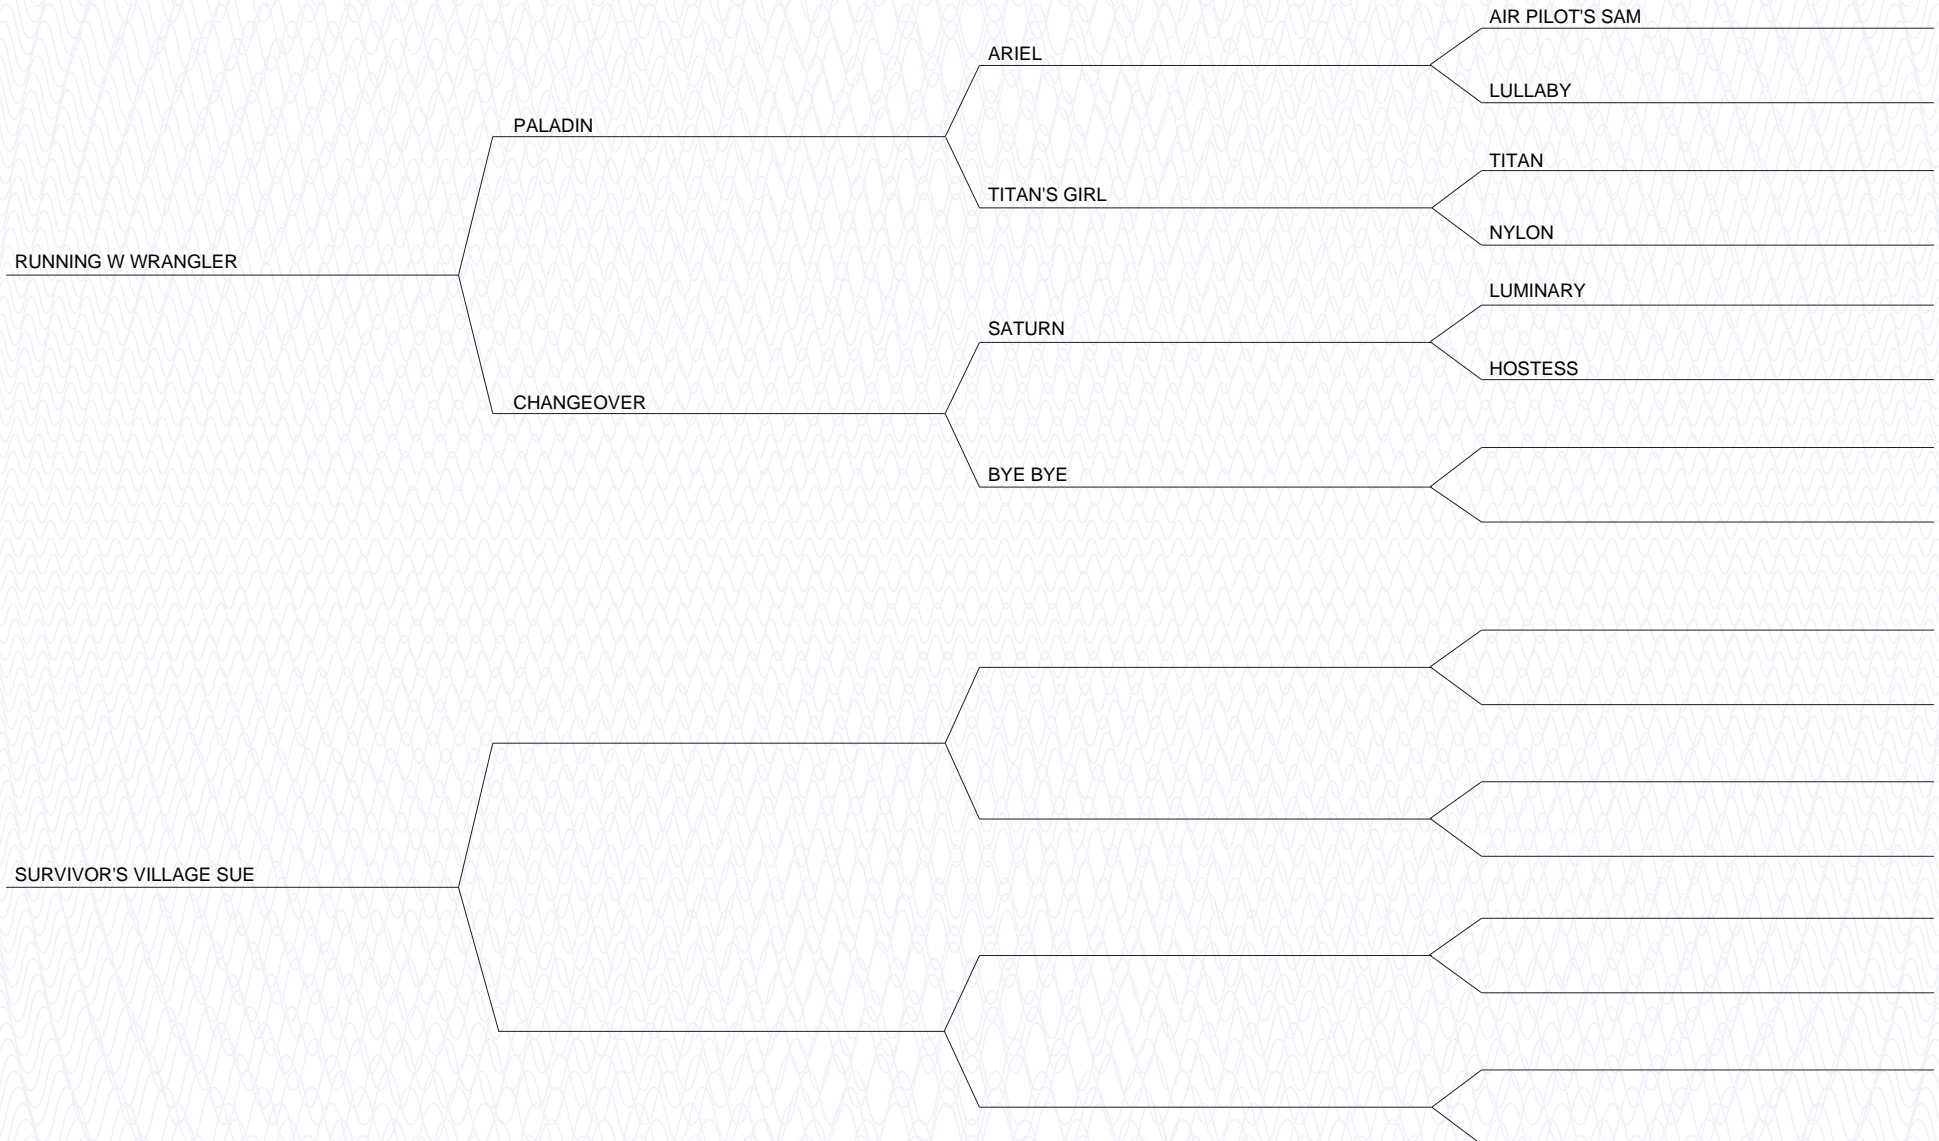 AIR PILOT'S SAM
ARIEL
LULLABY
PALADIN
TITAN
TITAN'S GIRL
NYLON
RUNNING W WRANGLER
LUMINARY
SATURN
HOSTESS
CHANGEOVER
BYE BYE
SURVIVOR'S VILLAGE SUE